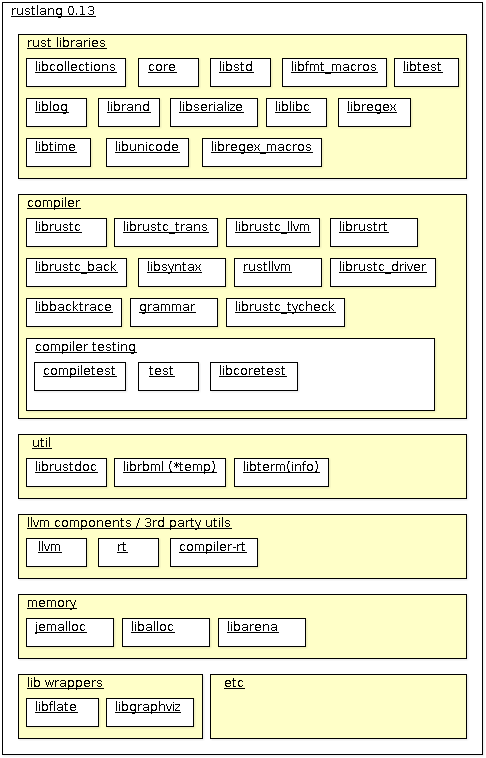 rustlang 0.13
rust libraries
libcollections core libstd libfmt_macros libtest
liblog librand libserialize liblibc libregex
libtime libunicode libregex_macros
compiler
librustc librustc_trans librustc_llvm librustrt
librustc_back libsyntax rustllvm librustc_driver
libbacktrace grammar librustc_tycheck
compiler testing
compiletest test libcoretest
util
librustdoc librbml (*temp) libterm(info)
llvm components / 3rd party utils
llvm rt compiler-rt
memory
jemalloc liballoc libarena
lib wrappers etc
libflate libgraphviz